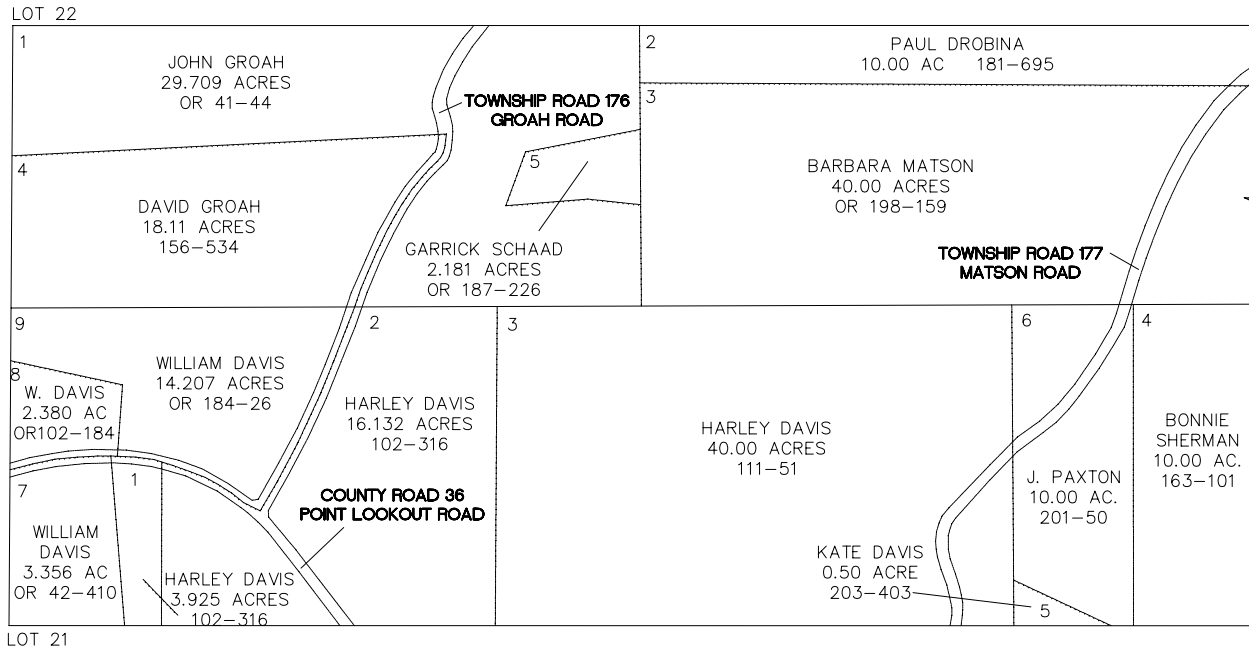 LOT 22
1
JOHN GROAH
29.709 ACRES
OR 41-44
TOWNSHIP ROAD 176
GROAH ROAD
2
PAUL DROBINA
10.00 AC 181-695
3
BARBARA MATSON
40.00 ACRES
OR 198-159
TOWNSHIP ROAD 177
MATSON ROAD
4
DAVID GROAH
18.11 ACRES
156-534
5
GARRICK SCHAAD
2.181 ACRES
OR 187-226
9
WILLIAM DAVIS
14.207 ACRES
OR 184-26
8
W. DAVIS
2.380 AC
OR102-184
2
HARLEY DAVIS
16.132 ACRES
102-316
COUNTY ROAD 36
POINT LOOKOUT ROAD
3
HARLEY DAVIS
40.00 ACRES
111-51
6
J. PAXTON
10.00 AC.
201-50
4
BONNIE
SHERMAN
10.00 AC.
163-101
7
WILLIAM
DAVIS
3.356 AC
OR 42-410
1
HARLEY DAVIS
3.925 ACRES
102-316
KATE DAVIS
0.50 ACRE
203-403
5
LOT 21